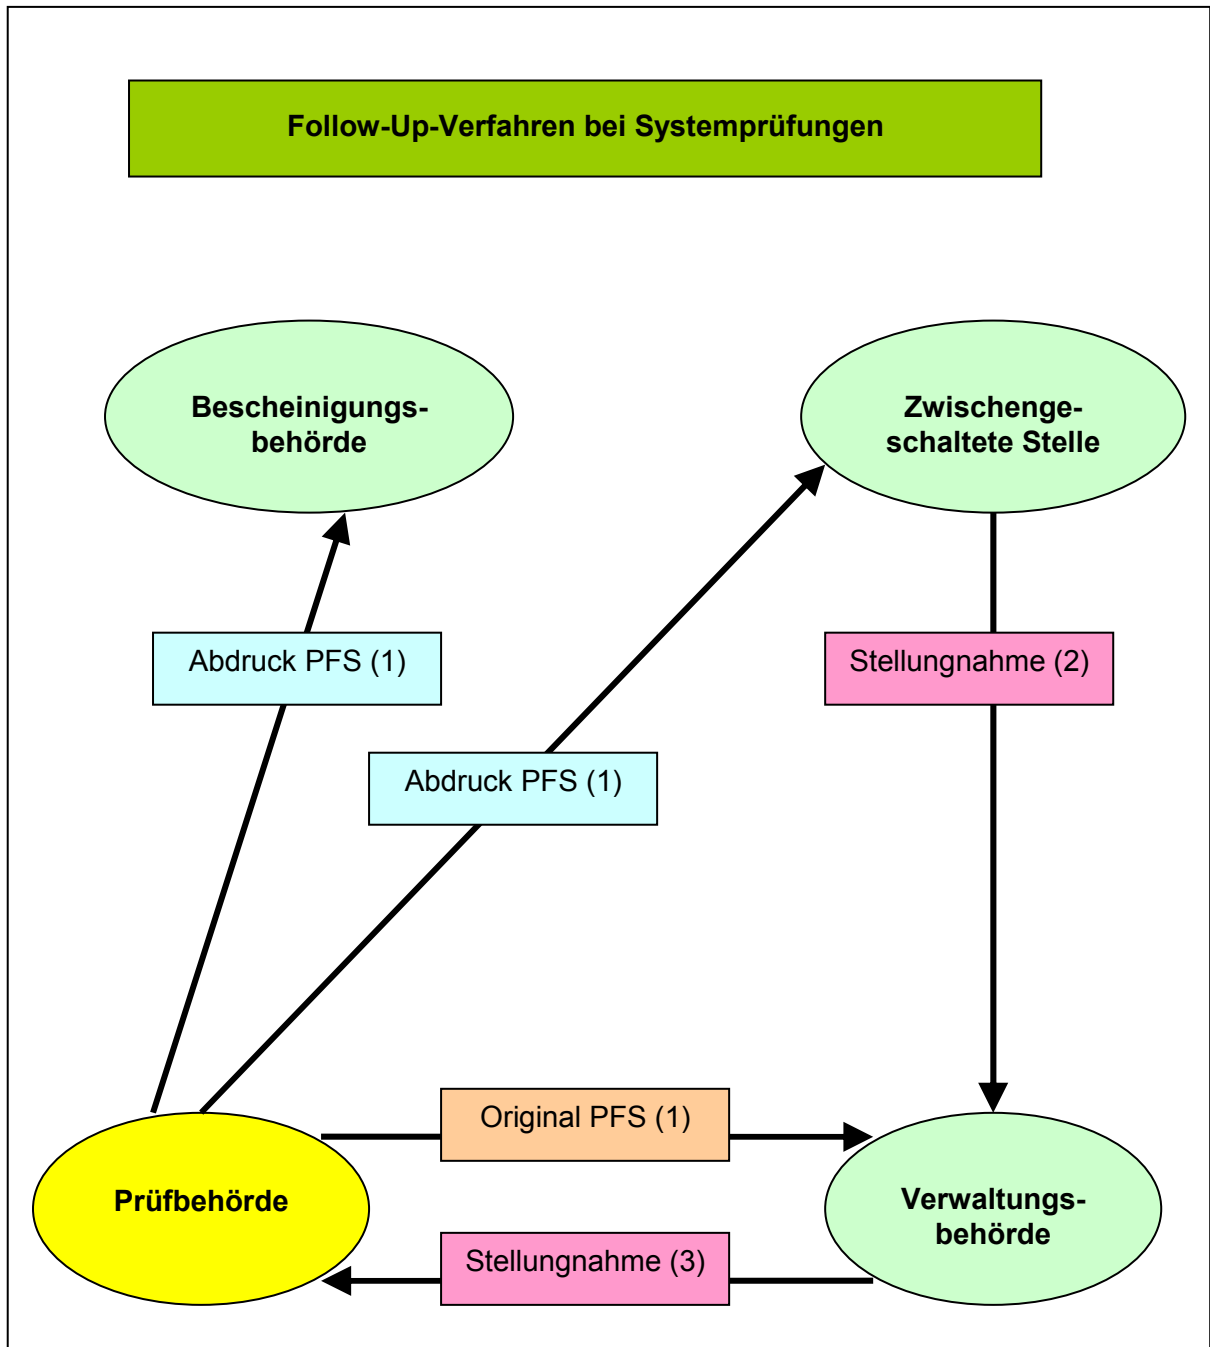 Follow-Up-Verfahren bei Systemprüfungen
Bescheinigungs-
behörde
Zwischenge-
schaltete Stelle
Abdruck PFS (1)
Stellungnahme (2)
Abdruck PFS (1)
Original PFS (1)
Prüfbehörde
Verwaltungs-
behörde
Stellungnahme (3)